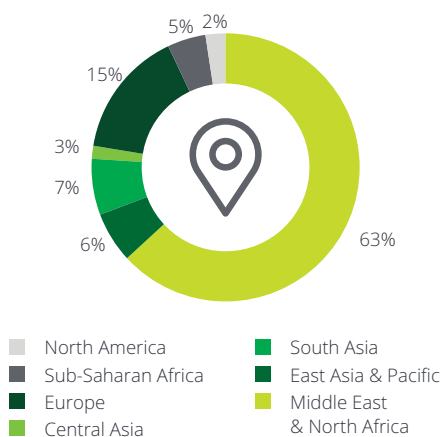 5%
2%
15%
3%
7%
6%
63%
North America
Sub-Saharan Africa
Europe
Central Asia
South Asia
East Asia & Pacific
Middle East
& North Africa